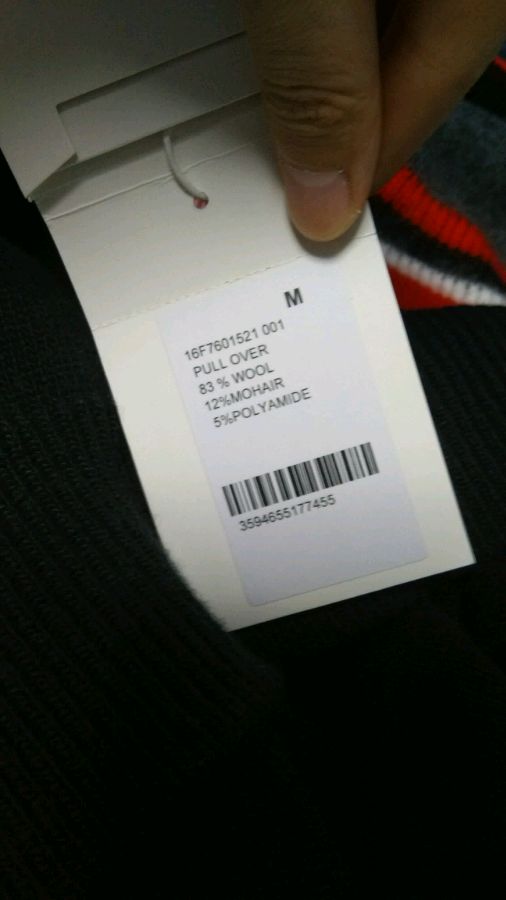 M
16F7601521 001
PULL OVER
83 % WOOL
12%MOHAIR
5%POLYAMIDE
3594655177455